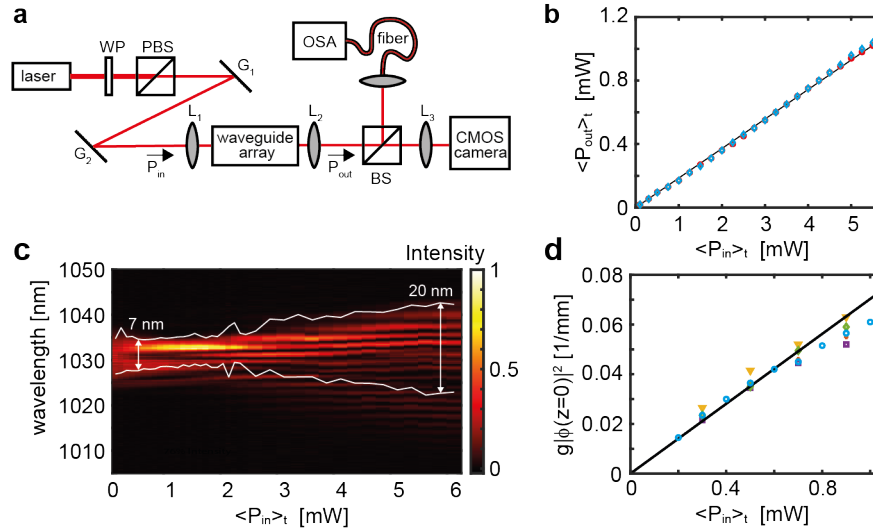 a
laser
WP
PBS
G1
G2
Pin
L1
waveguide
array
L2
Pout
BS
L3
CMOS
camera
OSA
fiber
b
<Pout>t [mW]
1.2
0.8
0.4
0
0 1 2 3 4 5
<Pin>t [mW]
c
Intensity
wavelength [nm]
1050
1040
1030
1020
1010
7 nm
20 nm
1
0.5
0
0 1 2 3 4 5 6
<Pin>t [mW]
d
g|ϕ(z=0)|² [1/mm]
0.08
0.06
0.04
0.02
0
0 0.4 0.6 0.8
<Pin>t [mW]